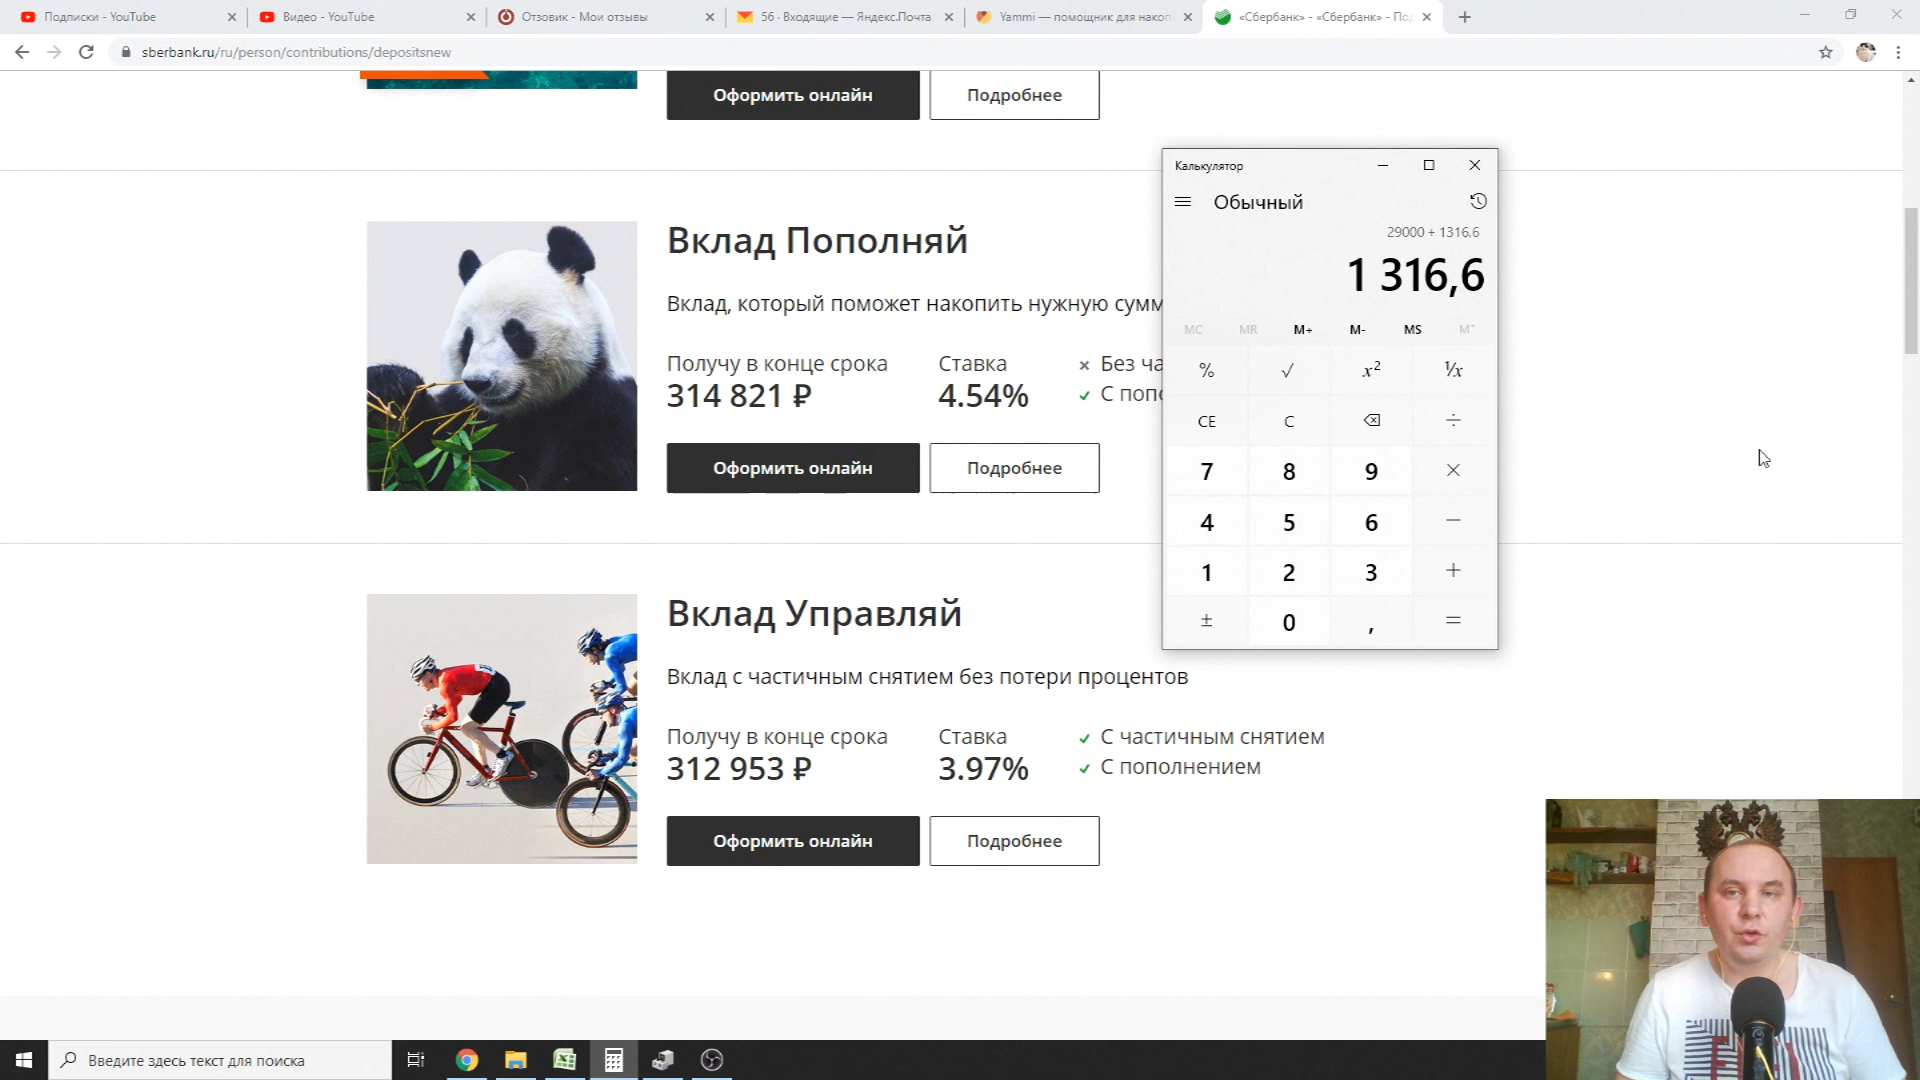 Подписки - YouTube
Видео - YouTube
Отзовик - Мои отзывы
56 · Входящие — Яндекс.Почта
Yammi — помощник для накоп
«Сбербанк» - «Сбербанк» - По
sberbank.ru/ru/person/contributions/depositsnew
Оформить онлайн
Подробнее
Вклад Пополняй
Вклад, который поможет накопить нужную сумм
Получу в конце срока
Ставка
Без ча
314 821 ₽
4.54%
С попо
Оформить онлайн
Подробнее
Калькулятор
Обычный
29000 + 1316,6
1 316,6
MC MR M+ M- MS M˅
% √ x² ¹/x
CE C ÷
7 8 9 ×
4 5 6 −
1 2 3 +
± 0 , =
Вклад Управляй
Вклад с частичным снятием без потери процентов
Получу в конце срока
Ставка
С частичным снятием
312 953 ₽
3.97%
С пополнением
Оформить онлайн
Подробнее
Введите здесь текст для поиска